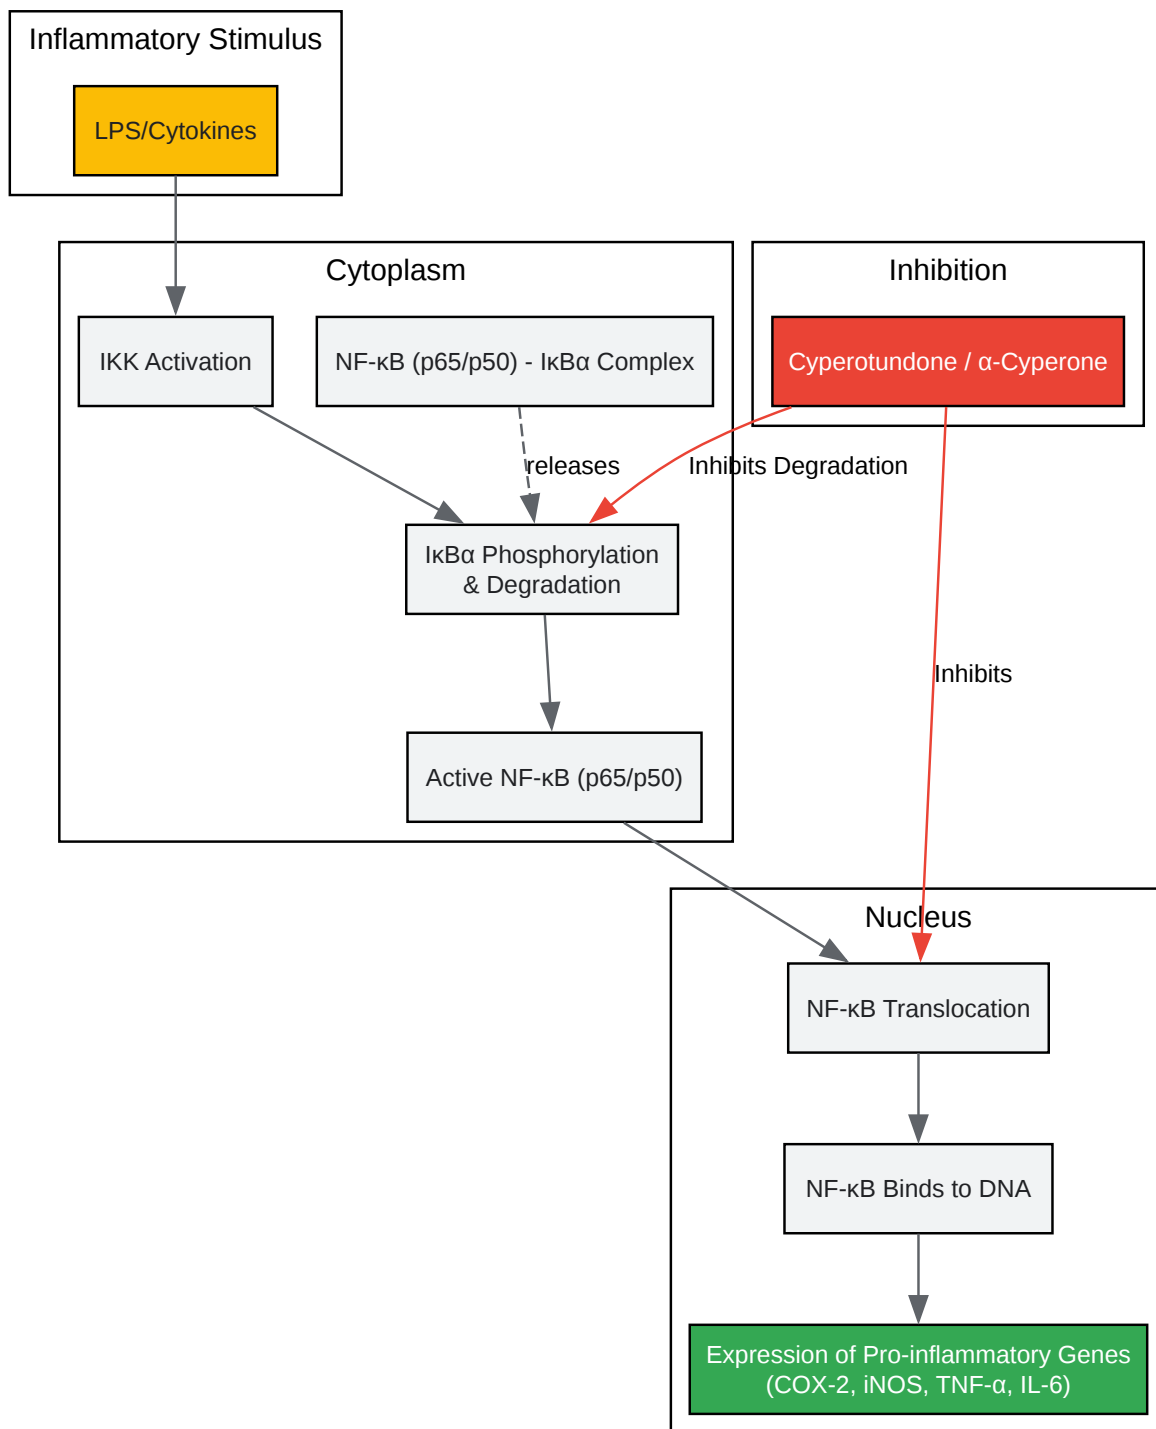 Inflammatory Stimulus
LPS/Cytokines
Cytoplasm
Inhibition
IKK Activation
NF-κB (p65/p50) - IκBα Complex
Cyperotundone / α-Cyperone
releases
Inhibits Degradation
IκBα Phosphorylation
& Degradation
Inhibits
Active NF-κB (p65/p50)
Nucleus
NF-κB Translocation
NF-κB Binds to DNA
Expression of Pro-inflammatory Genes
(COX-2, iNOS, TNF-α, IL-6)